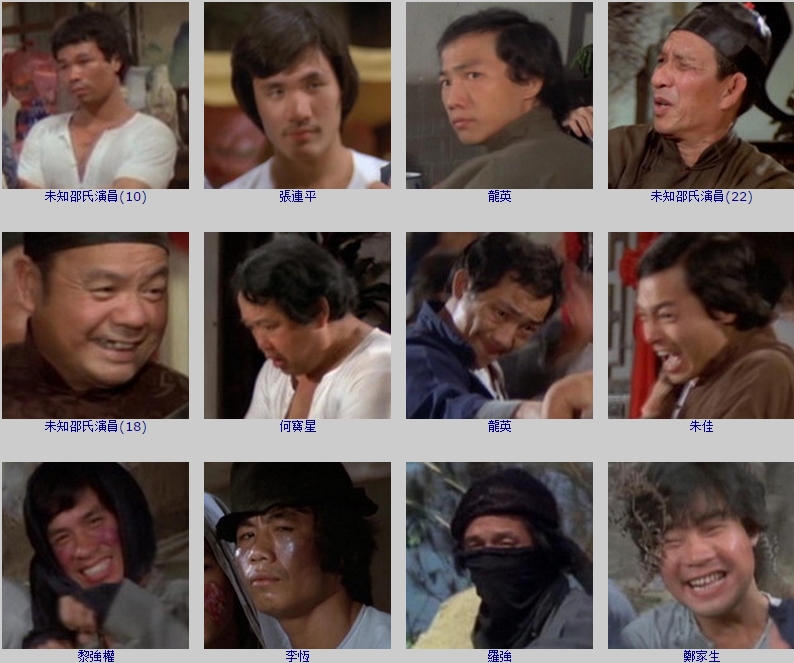 未知邵氏演員(10)
張連平
龍英
未知邵氏演員(22)
未知邵氏演員(18)
何寶星
龍英
朱佳
黎強權
李恆
羅強
鄭家生